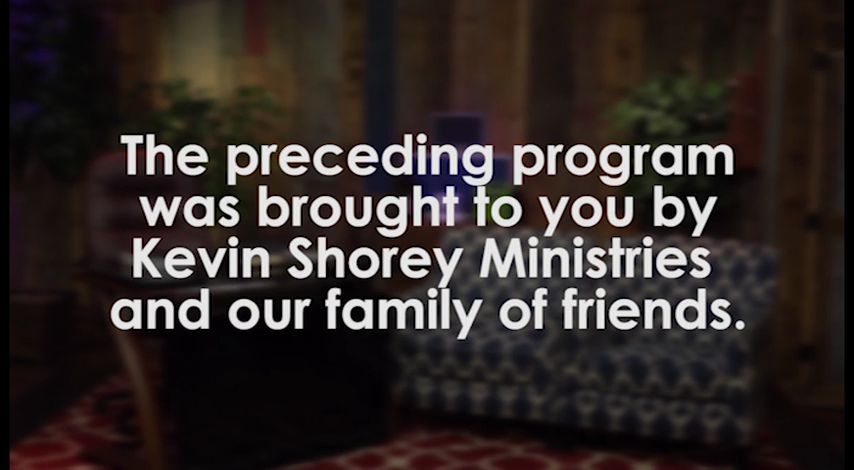 The preceding program
was brought to you by
Kevin Shorey Ministries
and our family of friends.